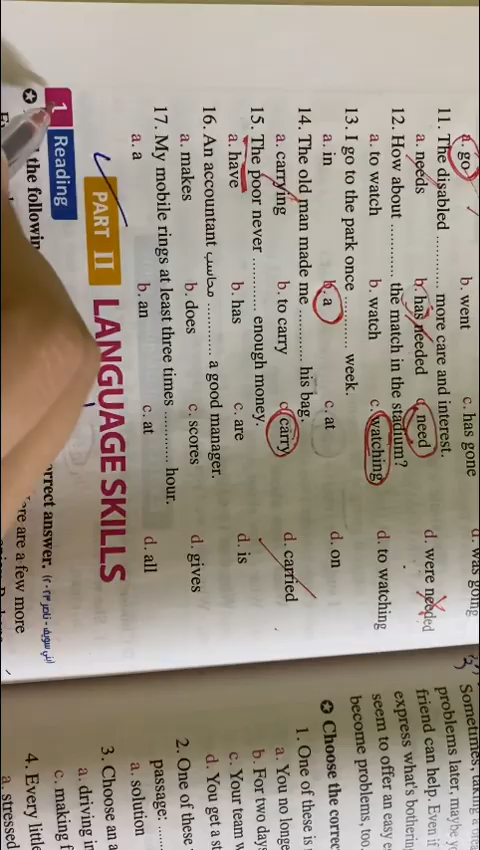 a. go b. went c. has gone d. was going
11. The disabled .......... more care and interest.
a. needs b. has needed c. need d. were needed
12. How about .......... the match in the stadium?
a. to watch b. watch c. watching d. to watching
13. I go to the park once .......... week.
a. in b. a c. at d. on
14. The old man made me .......... his bag.
a. carrying b. to carry c. carry d. carried
15. The poor never .......... enough money.
a. have b. has c. are d. is
16. An accountant محاسب .......... a good manager.
a. makes b. does c. scores d. gives
17. My mobile rings at least three times .......... hour.
a. a b. an c. at d. all
PART II LANGUAGE SKILLS
1 Reading
the followin
orrect answer.
ere are a few more
Sometimes, taking a
problems later, maybe
friend can help. Even if
express what's botherin
seem to offer an easy
become problems, too.
Choose the correc
1. One of these is
a. You no longe
b. For two days
c. Your team w
d. You get a st
2. One of these
passage: ......
a. solution
3. Choose an a
a. driving in
c. making f
4. Every little
a. stressed